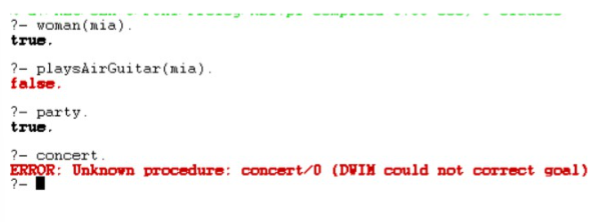 ?- woman(mia).
true.
?- playsAirGuitar(mia).
false.
?- party.
true.
?- concert.
ERROR: Unknown procedure: concert/0 (DWIM could not correct goal)
?-